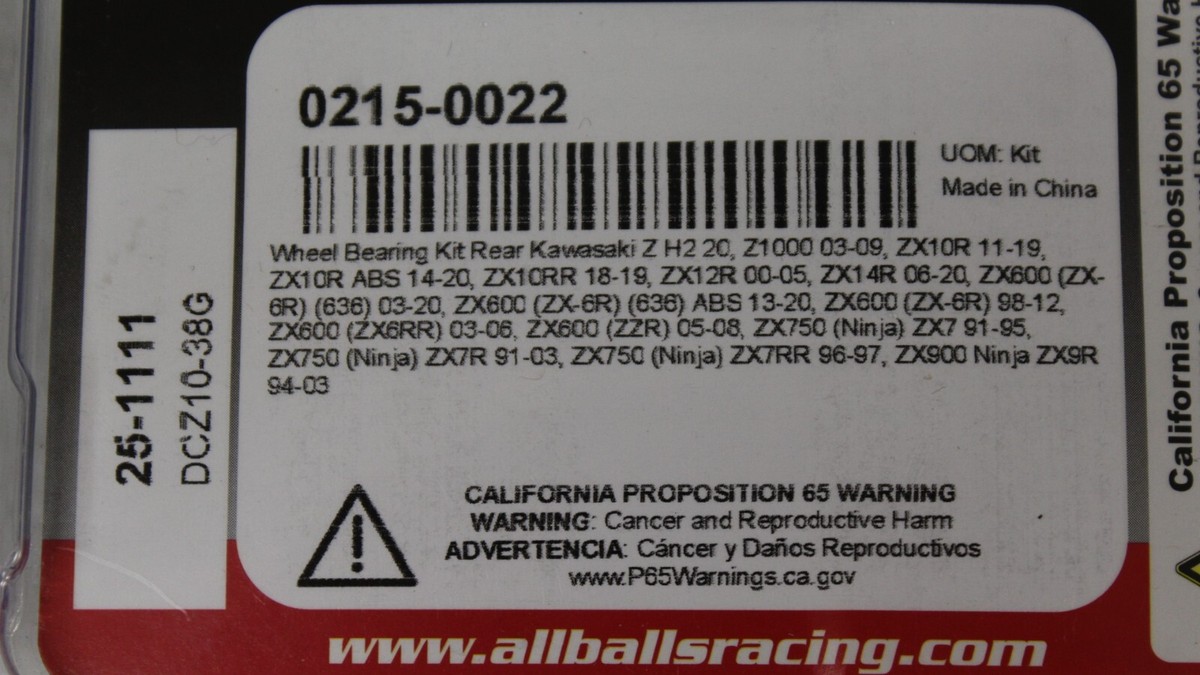 0215-0022
UOM: Kit
Made in China
Wheel Bearing Kit Rear Kawasaki Z H2 20, Z1000 03-09, ZX10R 11-19,
ZX10R ABS 14-20, ZX10RR 18-19, ZX12R 00-05, ZX14R 06-20, ZX600 (ZX-
6R) (636) 03-20, ZX600 (ZX-6R) (636) ABS 13-20, ZX600 (ZX-6R) 98-12,
ZX600 (ZX6RR) 03-06, ZX600 (ZZR) 05-08, ZX750 (Ninja) ZX7 91-95,
ZX750 (Ninja) ZX7R 91-03, ZX750 (Ninja) ZX7RR 96-97, ZX900 Ninja ZX9R
94-03
CALIFORNIA PROPOSITION 65 WARNING
WARNING: Cancer and Reproductive Harm
ADVERTENCIA: Cáncer y Daños Reproductivos
www.P65Warnings.ca.gov
25-1111
DCZ10-38G
www.allballsracing.com
California Proposition 65